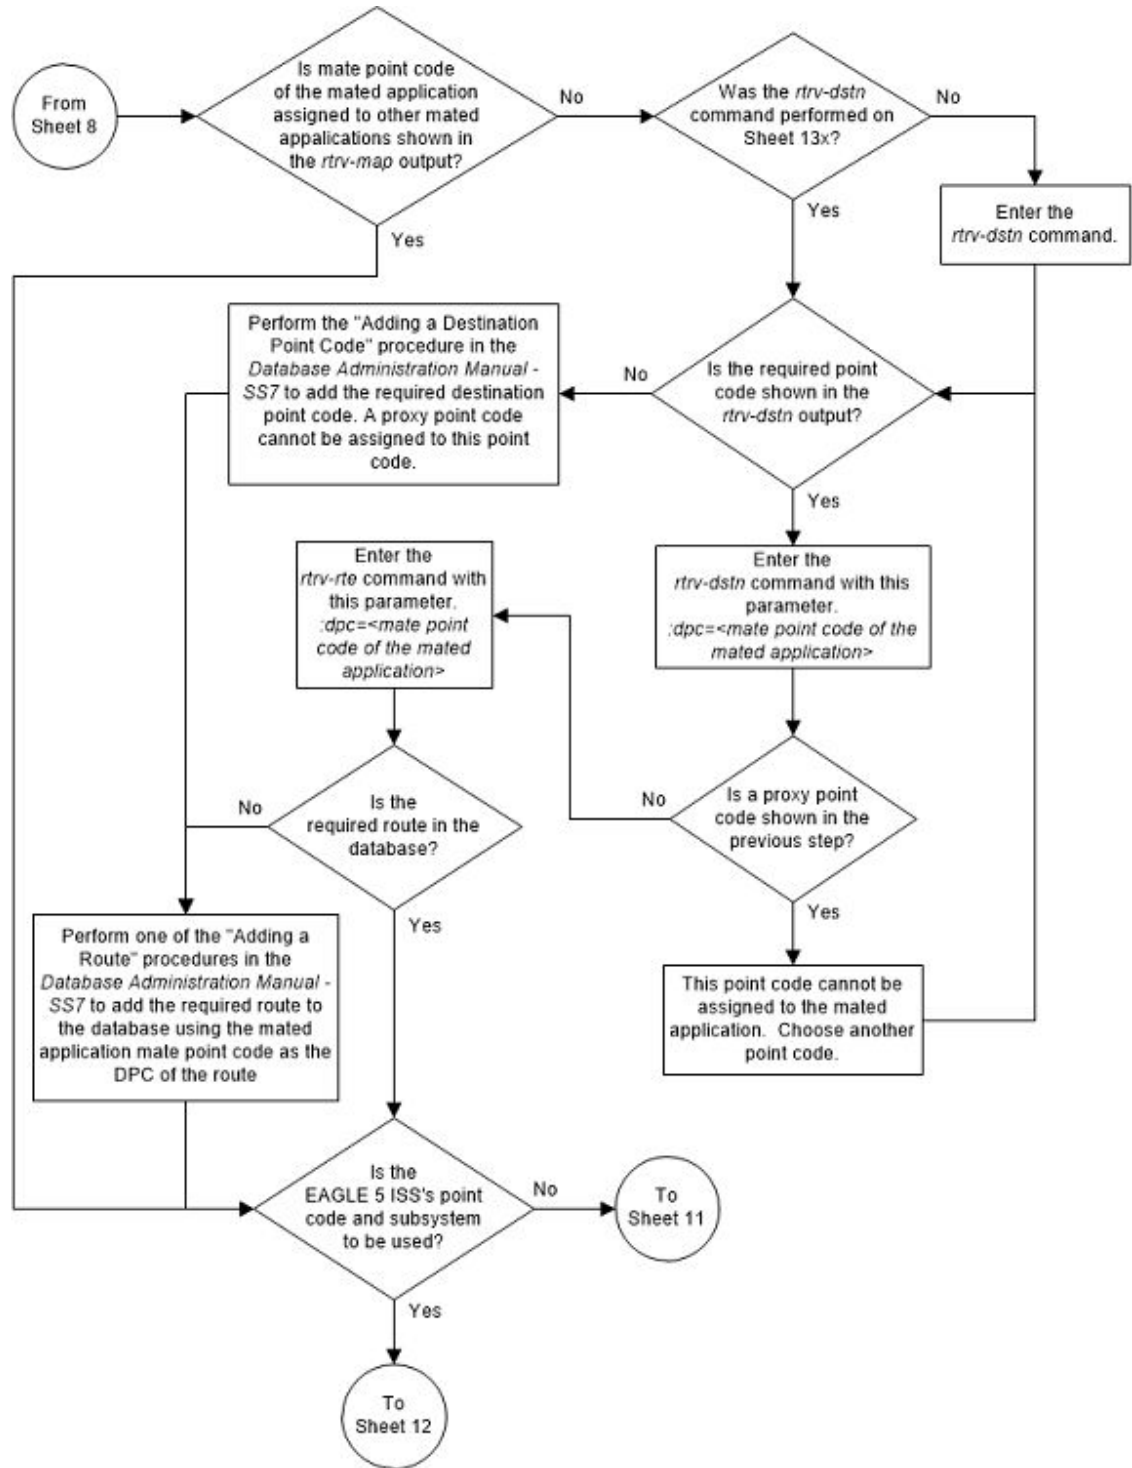 From
Sheet 8
Is mate point code
of the mated application
assigned to other mated
appalications shown in
the rtrv-map output?
No
Yes
Was the rtrv-dstn
command performed on
Sheet 13x?
No
Yes
Enter the
rtrv-dstn command.
Perform the "Adding a Destination
Point Code" procedure in the
Database Administration Manual -
SS7 to add the required destination
point code. A proxy point code
cannot be assigned to this point
code.
No
Is the required point
code shown in the
rtrv-dstn output?
Yes
Enter the
rtrv-rte command with
this parameter.
:dpc=<mate point
code of the mated
application>
Enter the
rtrv-dstn command with this
parameter.
:dpc=<mate point code of the
mated application>
No
Is the
required route in the
database?
Yes
No
Is a proxy point
code shown in the
previous step?
Yes
Perform one of the "Adding a
Route" procedures in the
Database Administration Manual -
SS7 to add the required route to
the database using the mated
application mate point code as the
DPC of the route
This point code cannot be
assigned to the mated
application.  Choose another
point code.
Is the
EAGLE 5 ISS's point
code and subsystem
to be used?
No
To
Sheet 11
Yes
To
Sheet 12